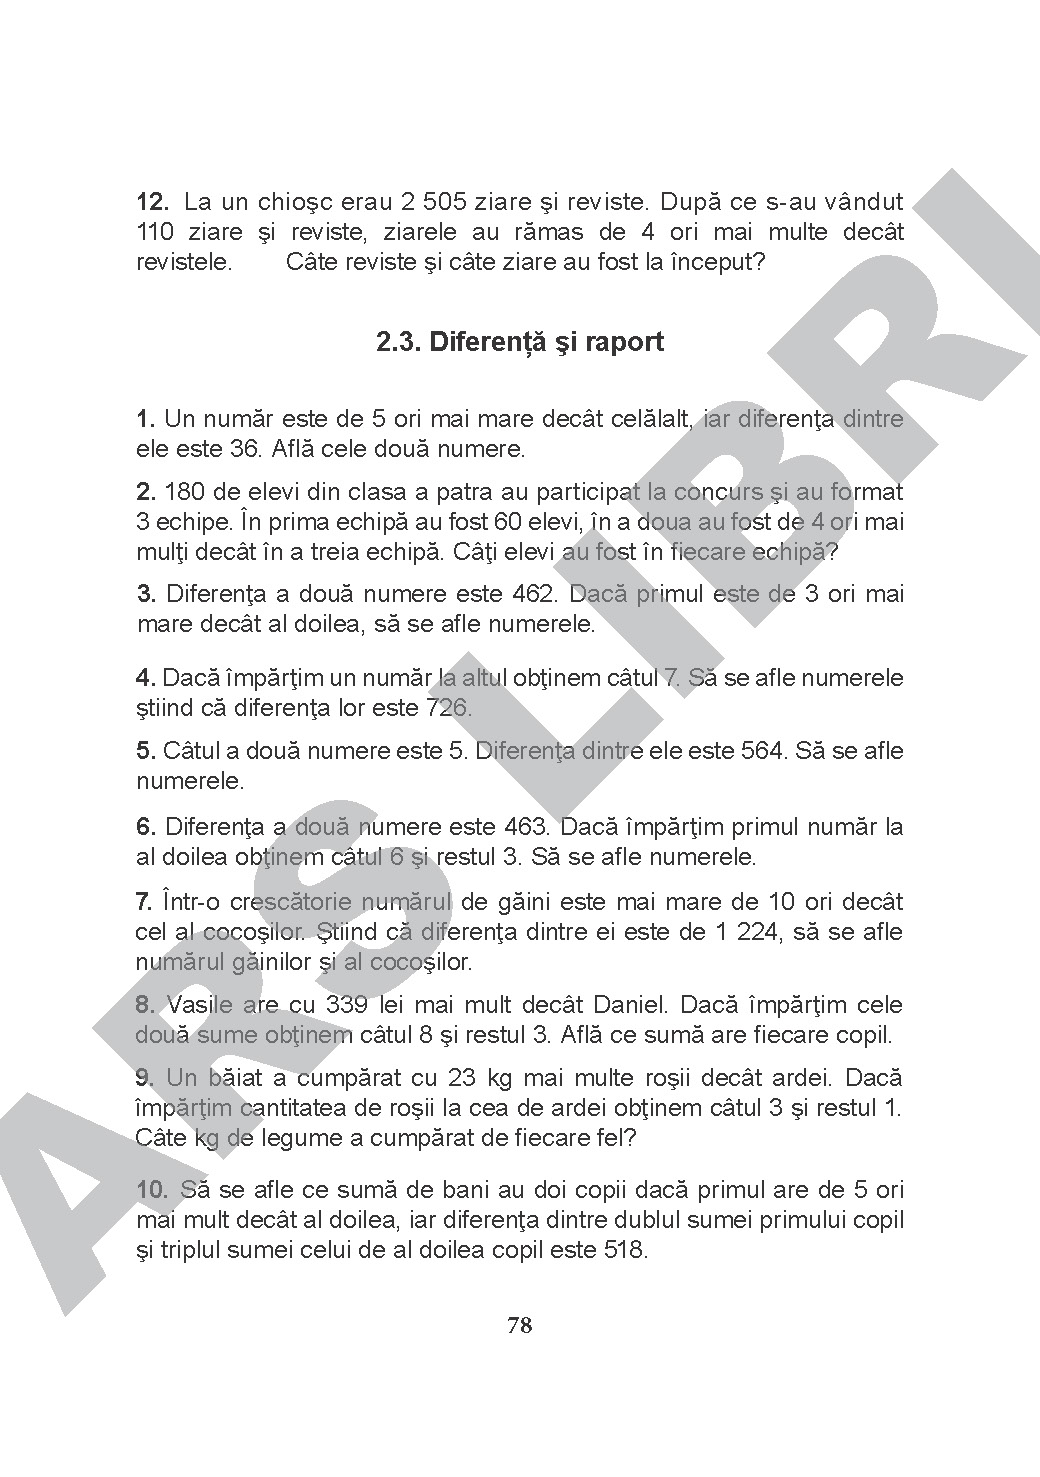 12. La un chioşc erau 2 505 ziare şi reviste. După ce s-au vândut
110 ziare şi reviste, ziarele au rămas de 4 ori mai multe decât
revistele. Câte reviste şi câte ziare au fost la început?
2.3. Diferență şi raport
1. Un număr este de 5 ori mai mare decât celălalt, iar diferenţa dintre
ele este 36. Află cele două numere.
2. 180 de elevi din clasa a patra au participat la concurs şi au format
3 echipe. În prima echipă au fost 60 elevi, în a doua au fost de 4 ori mai
mulţi decât în a treia echipă. Câţi elevi au fost în fiecare echipă?
3. Diferenţa a două numere este 462. Dacă primul este de 3 ori mai
mare decât al doilea, să se afle numerele.
4. Dacă împărţim un număr la altul obţinem câtul 7. Să se afle numerele
ştiind că diferenţa lor este 726.
5. Câtul a două numere este 5. Diferenţa dintre ele este 564. Să se afle
numerele.
6. Diferenţa a două numere este 463. Dacă împărţim primul număr la
al doilea obţinem câtul 6 şi restul 3. Să se afle numerele.
7. Într-o crescătorie numărul de găini este mai mare de 10 ori decât
cel al cocoşilor. Ştiind că diferenţa dintre ei este de 1 224, să se afle
numărul găinilor şi al cocoşilor.
8. Vasile are cu 339 lei mai mult decât Daniel. Dacă împărţim cele
două sume obţinem câtul 8 şi restul 3. Află ce sumă are fiecare copil.
9. Un băiat a cumpărat cu 23 kg mai multe roşii decât ardei. Dacă
împărţim cantitatea de roşii la cea de ardei obţinem câtul 3 şi restul 1.
Câte kg de legume a cumpărat de fiecare fel?
10. Să se afle ce sumă de bani au doi copii dacă primul are de 5 ori
mai mult decât al doilea, iar diferenţa dintre dublul sumei primului copil
şi triplul sumei celui de al doilea copil este 518.
78
ARS LIBRI